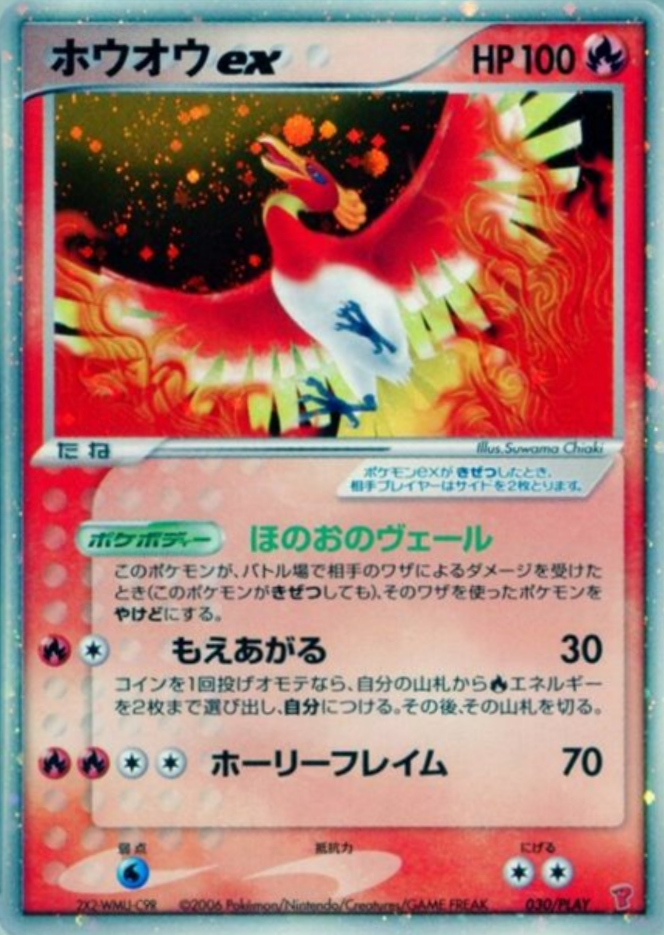 ホウオウex HP100
たね
Illus. Suwama Chiaki
ポケモンexがきぜつしたとき、
相手プレイヤーはサイドを2枚とります。
ポケボディー ほのおのヴェール
このポケモンが、バトル場で相手のワザによるダメージを受けた
とき(このポケモンがきぜつしても)、そのワザを使ったポケモンを
やけどにする。
もえあがる 30
コインを1回投げオモテなら、自分の山札からエネルギー
を2枚まで選び出し、自分につける。その後、その山札を切る。
ホーリーフレイム 70
弱点 抵抗力 にげる
7X2-WMU-C9R ©2006 Pokémon/Nintendo/Creatures/GAME FREAK 030/PLAY